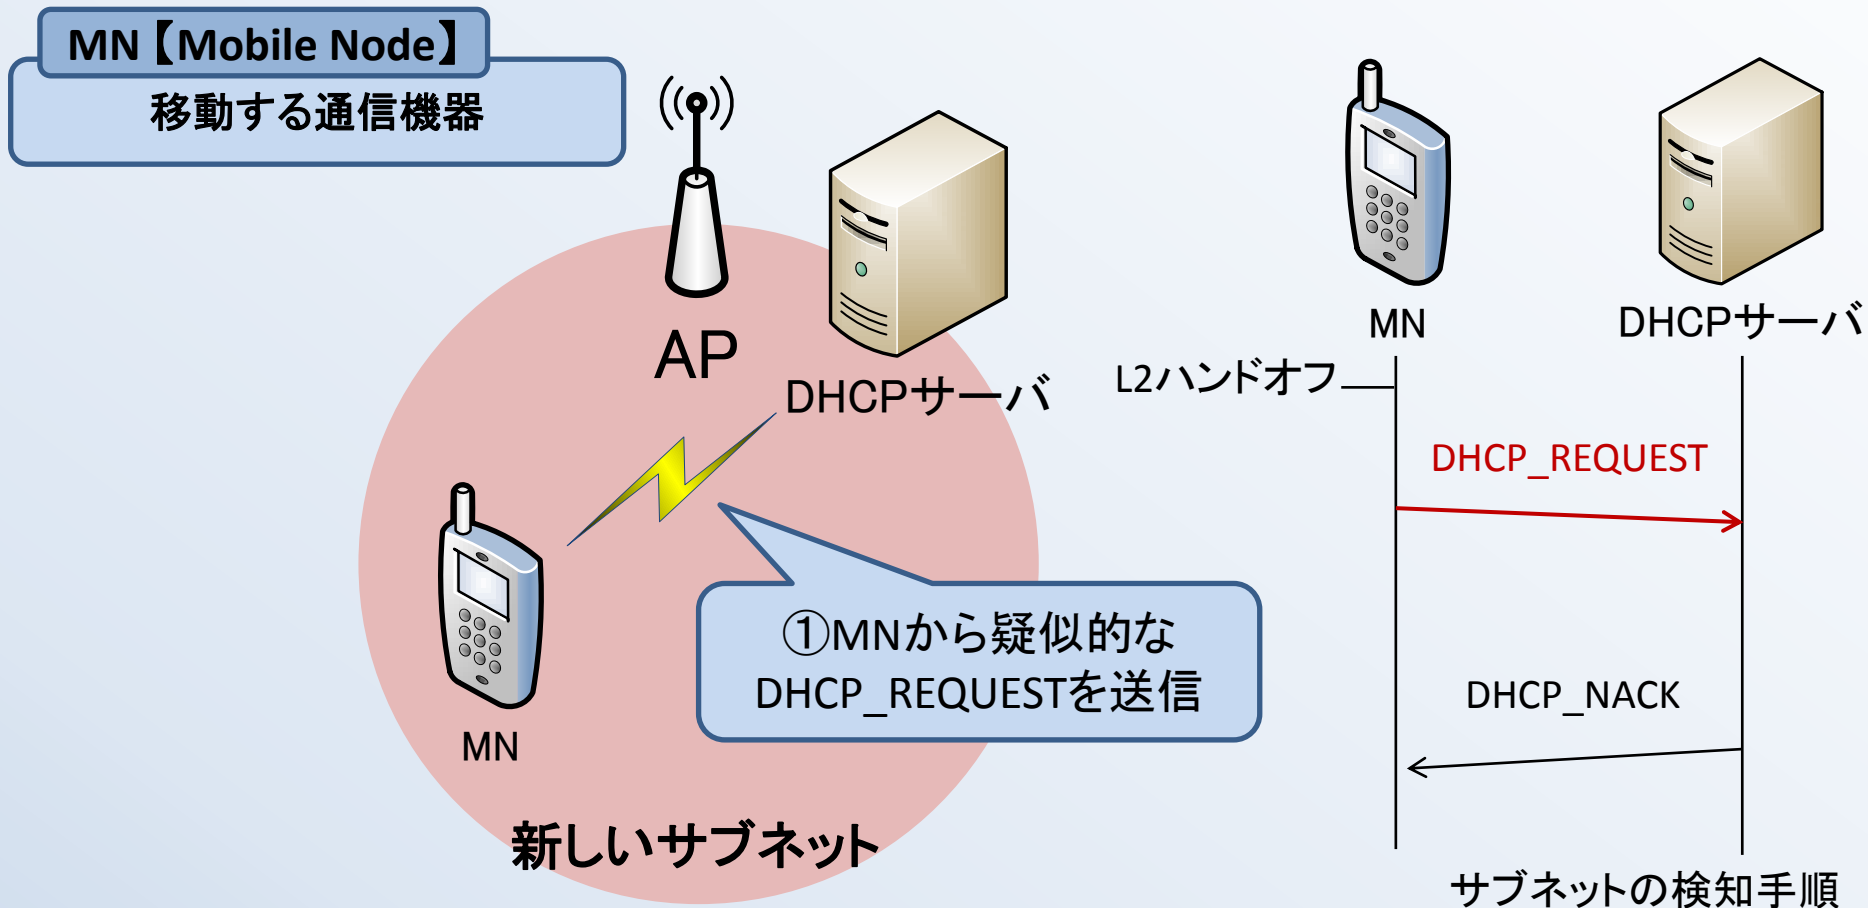 MN【Mobile Node】
移動する通信機器
AP
DHCPサーバ
MN
①MNから疑似的な
DHCP_REQUESTを送信
新しいサブネット
MN
DHCPサーバ
L2ハンドオフ
DHCP_REQUEST
DHCP_NACK
サブネットの検知手順